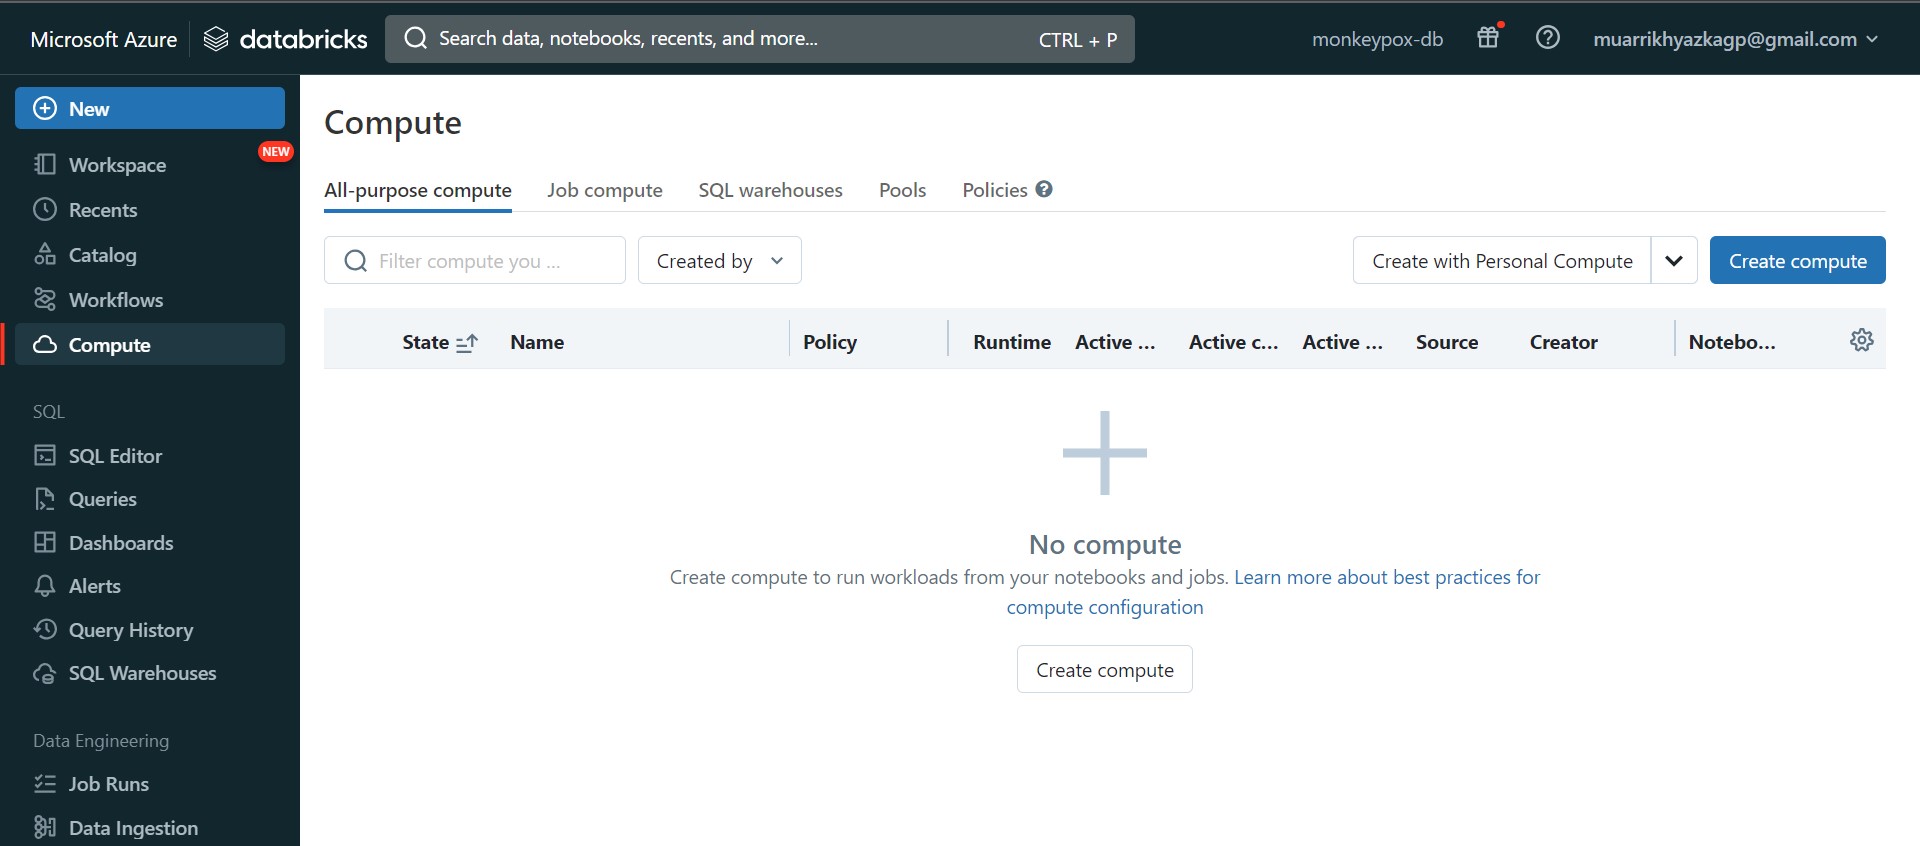 Microsoft Azure databricks Search data, notebooks, recents, and more... CTRL + P monkeypox-db muarrikhyazkagp@gmail.com
New
Workspace NEW
Recents
Catalog
Workflows
Compute
SQL
SQL Editor
Queries
Dashboards
Alerts
Query History
SQL Warehouses
Data Engineering
Job Runs
Data Ingestion
Compute
All-purpose compute Job compute SQL warehouses Pools Policies ?
Filter compute you ... Created by Create with Personal Compute Create compute
State Name Policy Runtime Active ... Active c... Active ... Source Creator Notebo...
No compute
Create compute to run workloads from your notebooks and jobs. Learn more about best practices for
compute configuration
Create compute